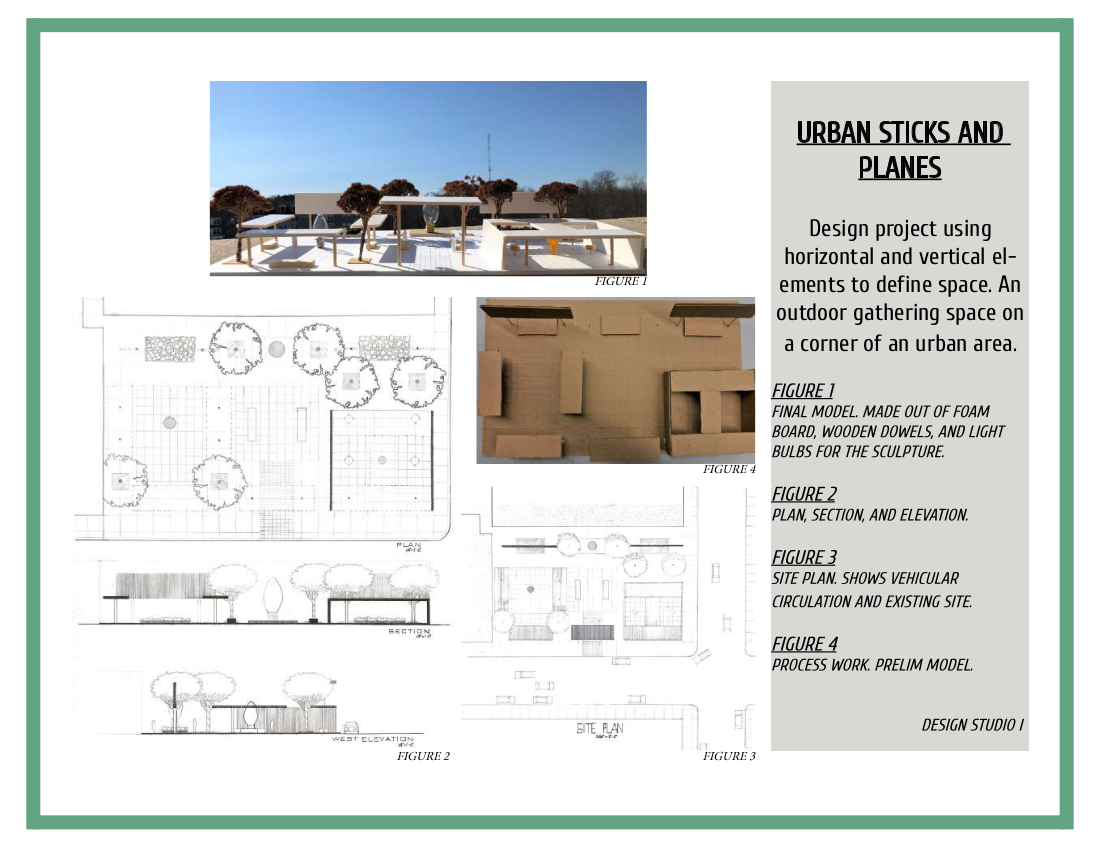 FIGURE 1
PLAN
FIGURE 4
SECTION
WEST ELEVATION
FIGURE 2
SITE PLAN
FIGURE 3
URBAN STICKS AND
PLANES
Design project using
horizontal and vertical el-
ements to define space. An
outdoor gathering space on
a corner of an urban area.
FIGURE 1
FINAL MODEL. MADE OUT OF FOAM
BOARD, WOODEN DOWELS, AND LIGHT
BULBS FOR THE SCULPTURE.
FIGURE 2
PLAN, SECTION, AND ELEVATION.
FIGURE 3
SITE PLAN. SHOWS VEHICULAR
CIRCULATION AND EXISTING SITE.
FIGURE 4
PROCESS WORK. PRELIM MODEL.
DESIGN STUDIO I